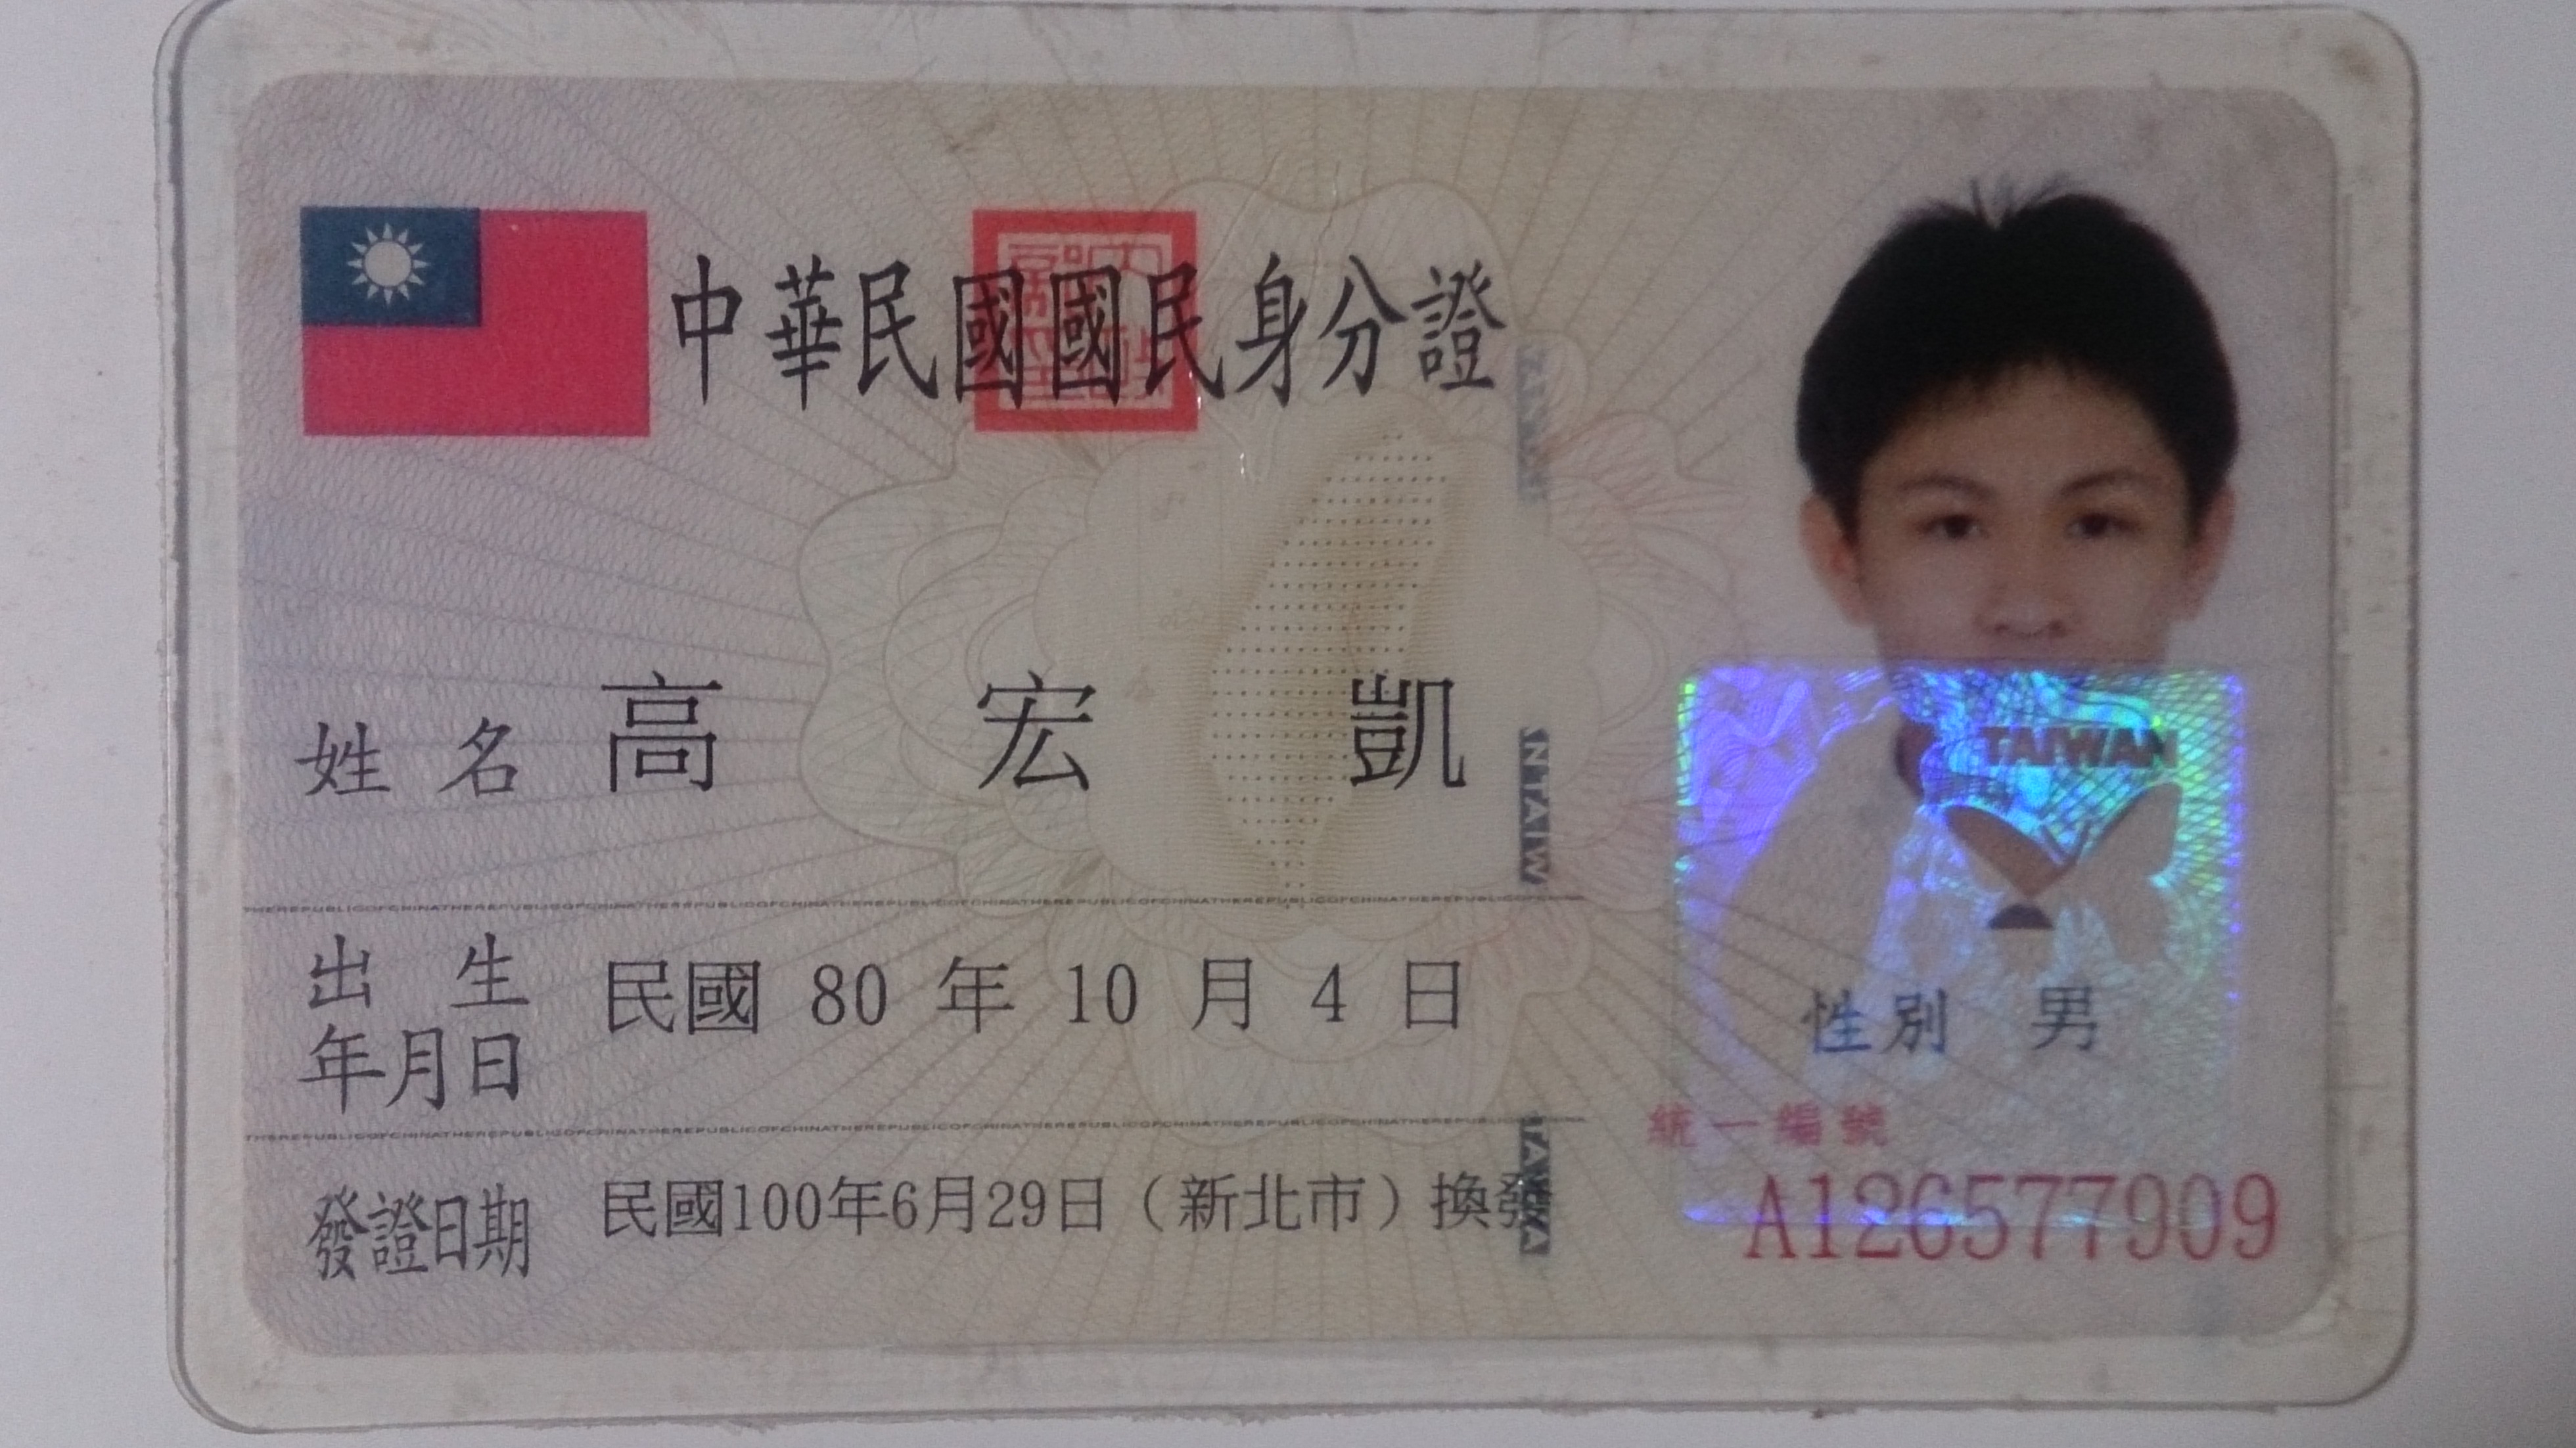 中華民國國民身分證
姓名 高宏凱
出生年月日 民國 80 年 10 月 4 日
發證日期 民國100年6月29日（新北市）換發
TAIWAN
性別 男
統一編號
A126577909